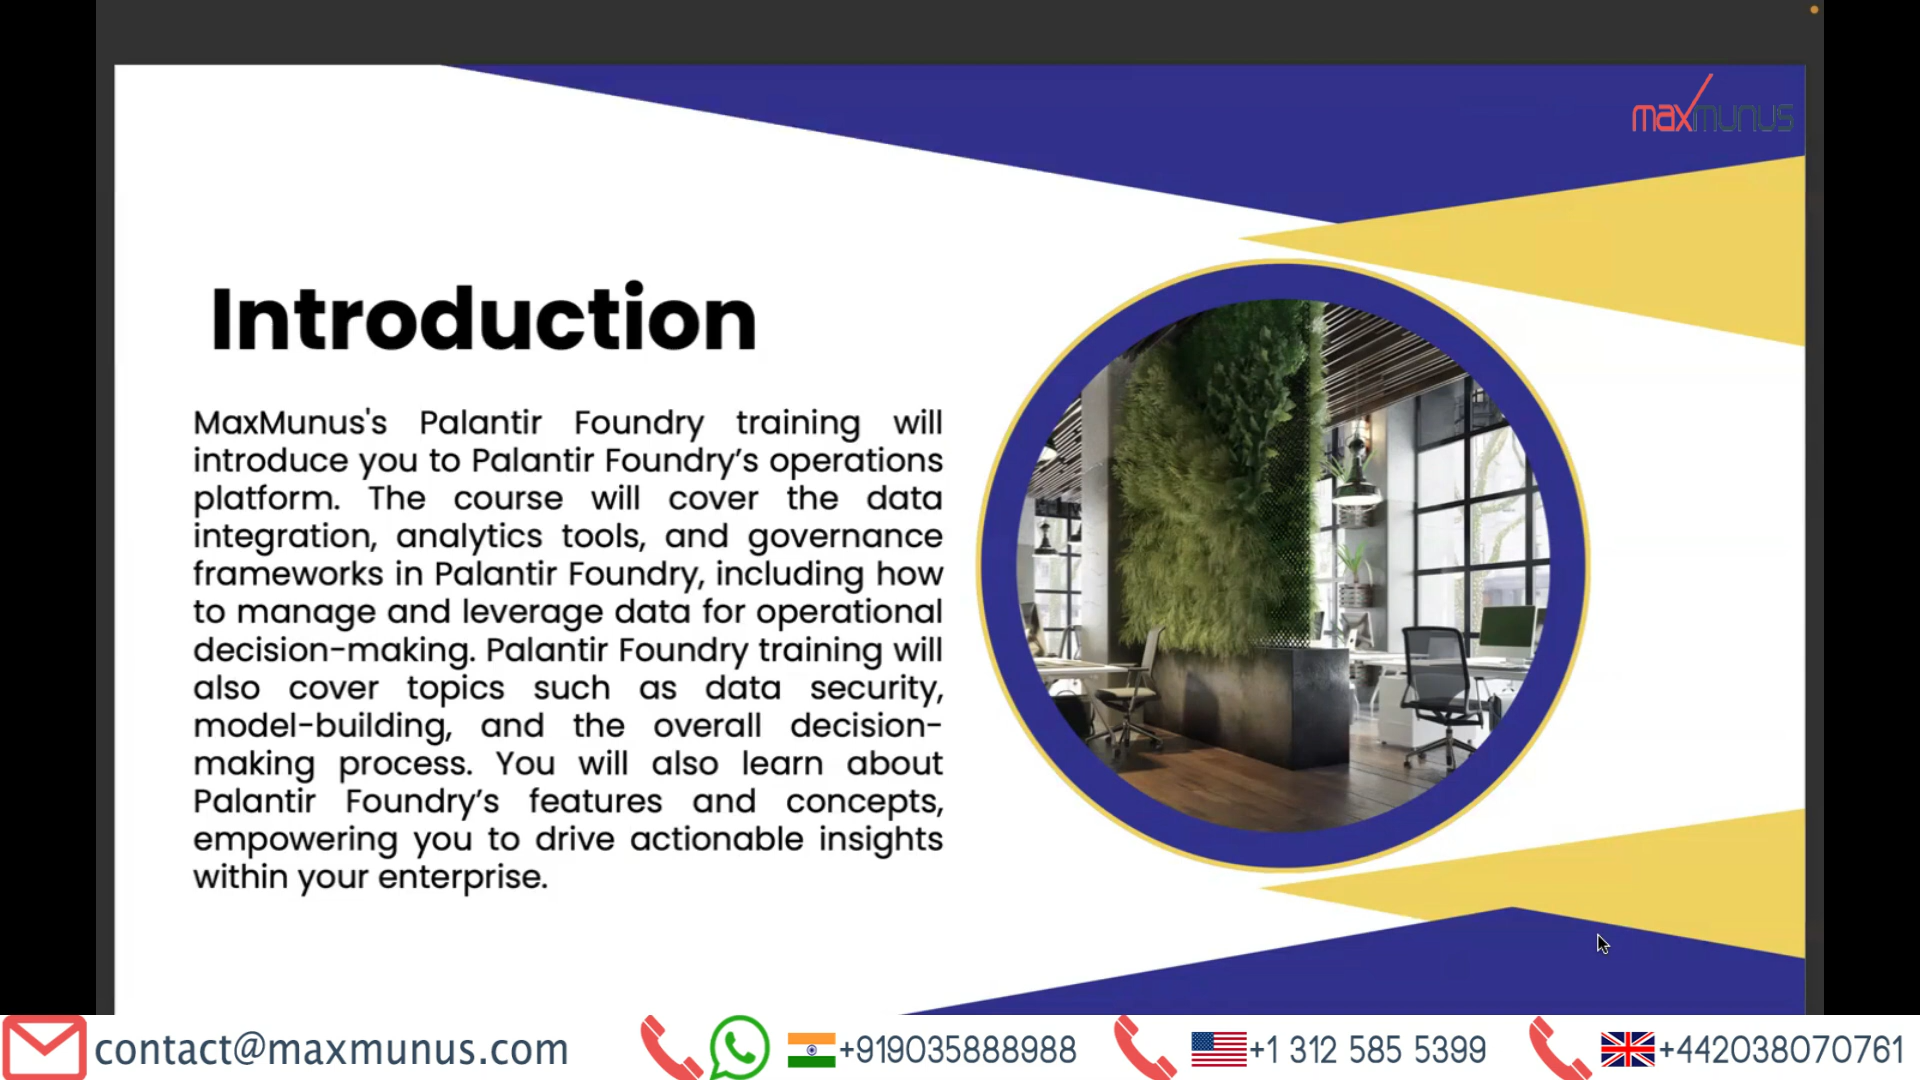 maxmunus
Introduction
MaxMunus's Palantir Foundry training will
introduce you to Palantir Foundry’s operations
platform. The course will cover the data
integration, analytics tools, and governance
frameworks in Palantir Foundry, including how
to manage and leverage data for operational
decision-making. Palantir Foundry training will
also cover topics such as data security,
model-building, and the overall decision-
making process. You will also learn about
Palantir Foundry’s features and concepts,
empowering you to drive actionable insights
within your enterprise.
contact@maxmunus.com +919035888988 +1 312 585 5399 +442038070761